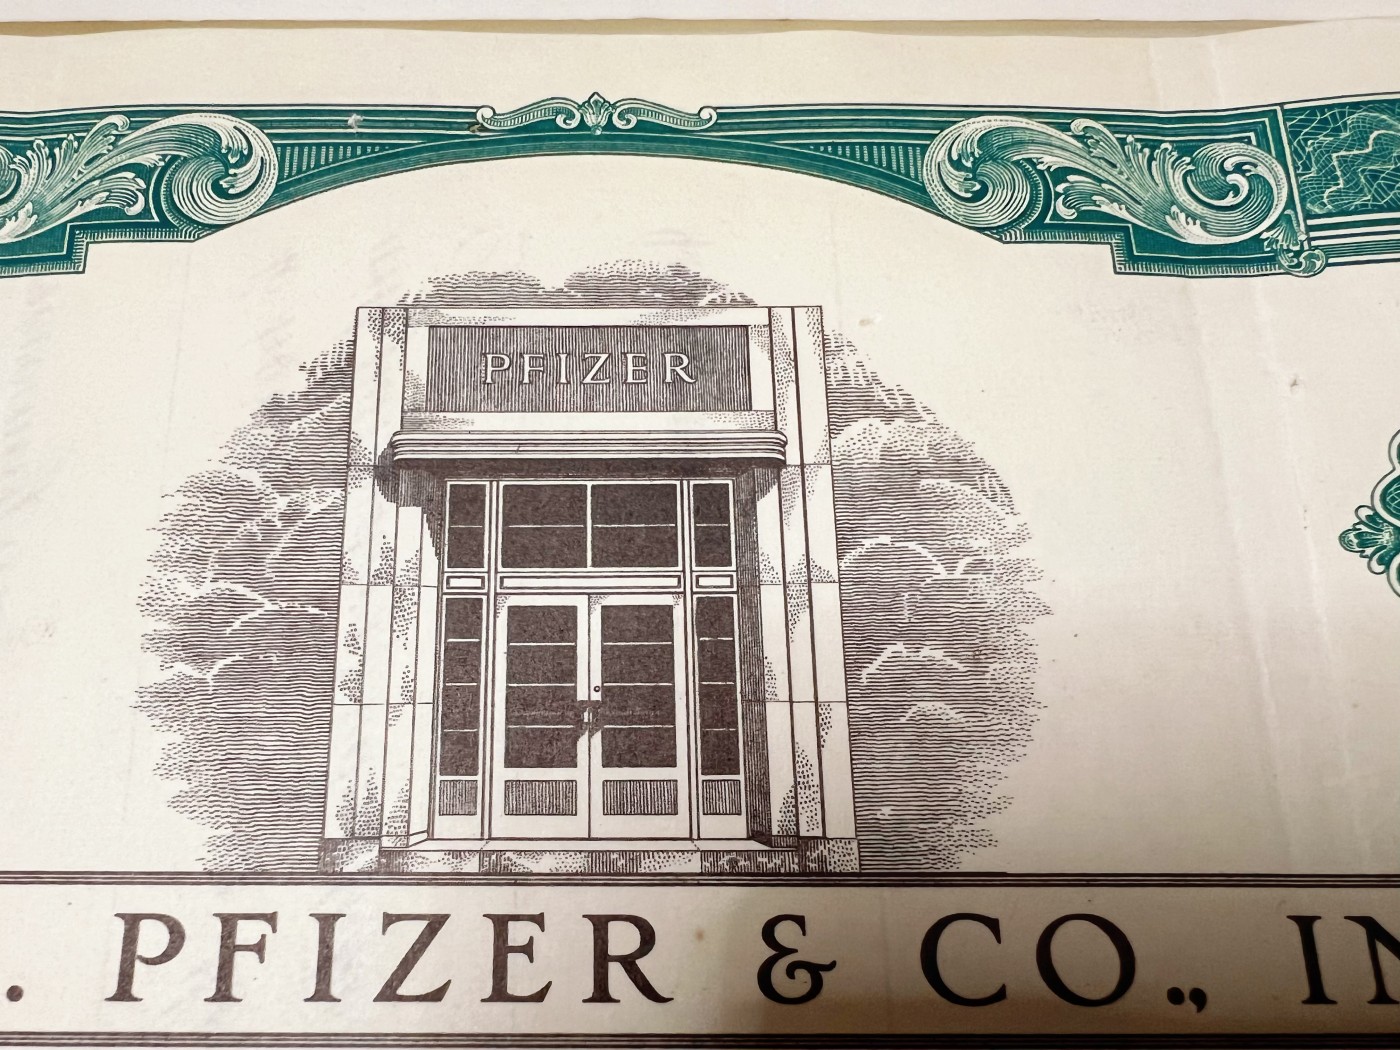 PFIZER
. PFIZER & CO., IN